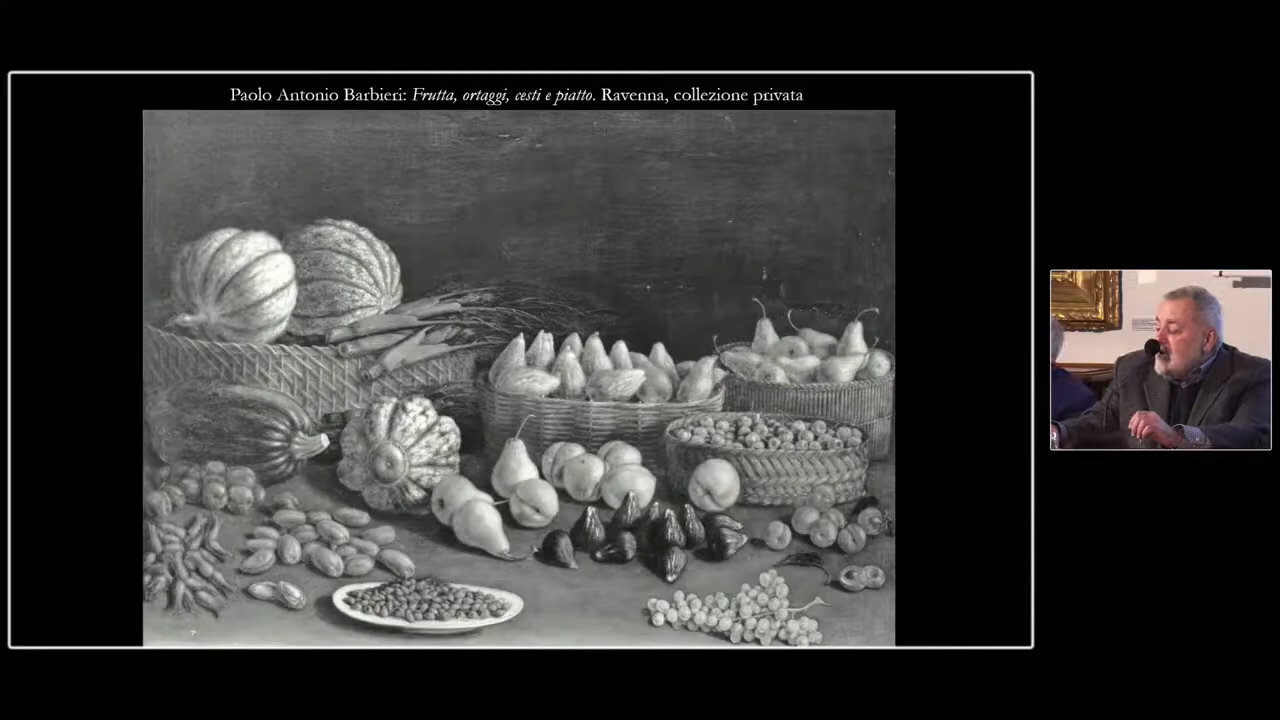 Paolo Antonio Barbieri: Frutta, ortaggi, cesti e piatto. Ravenna, collezione privata